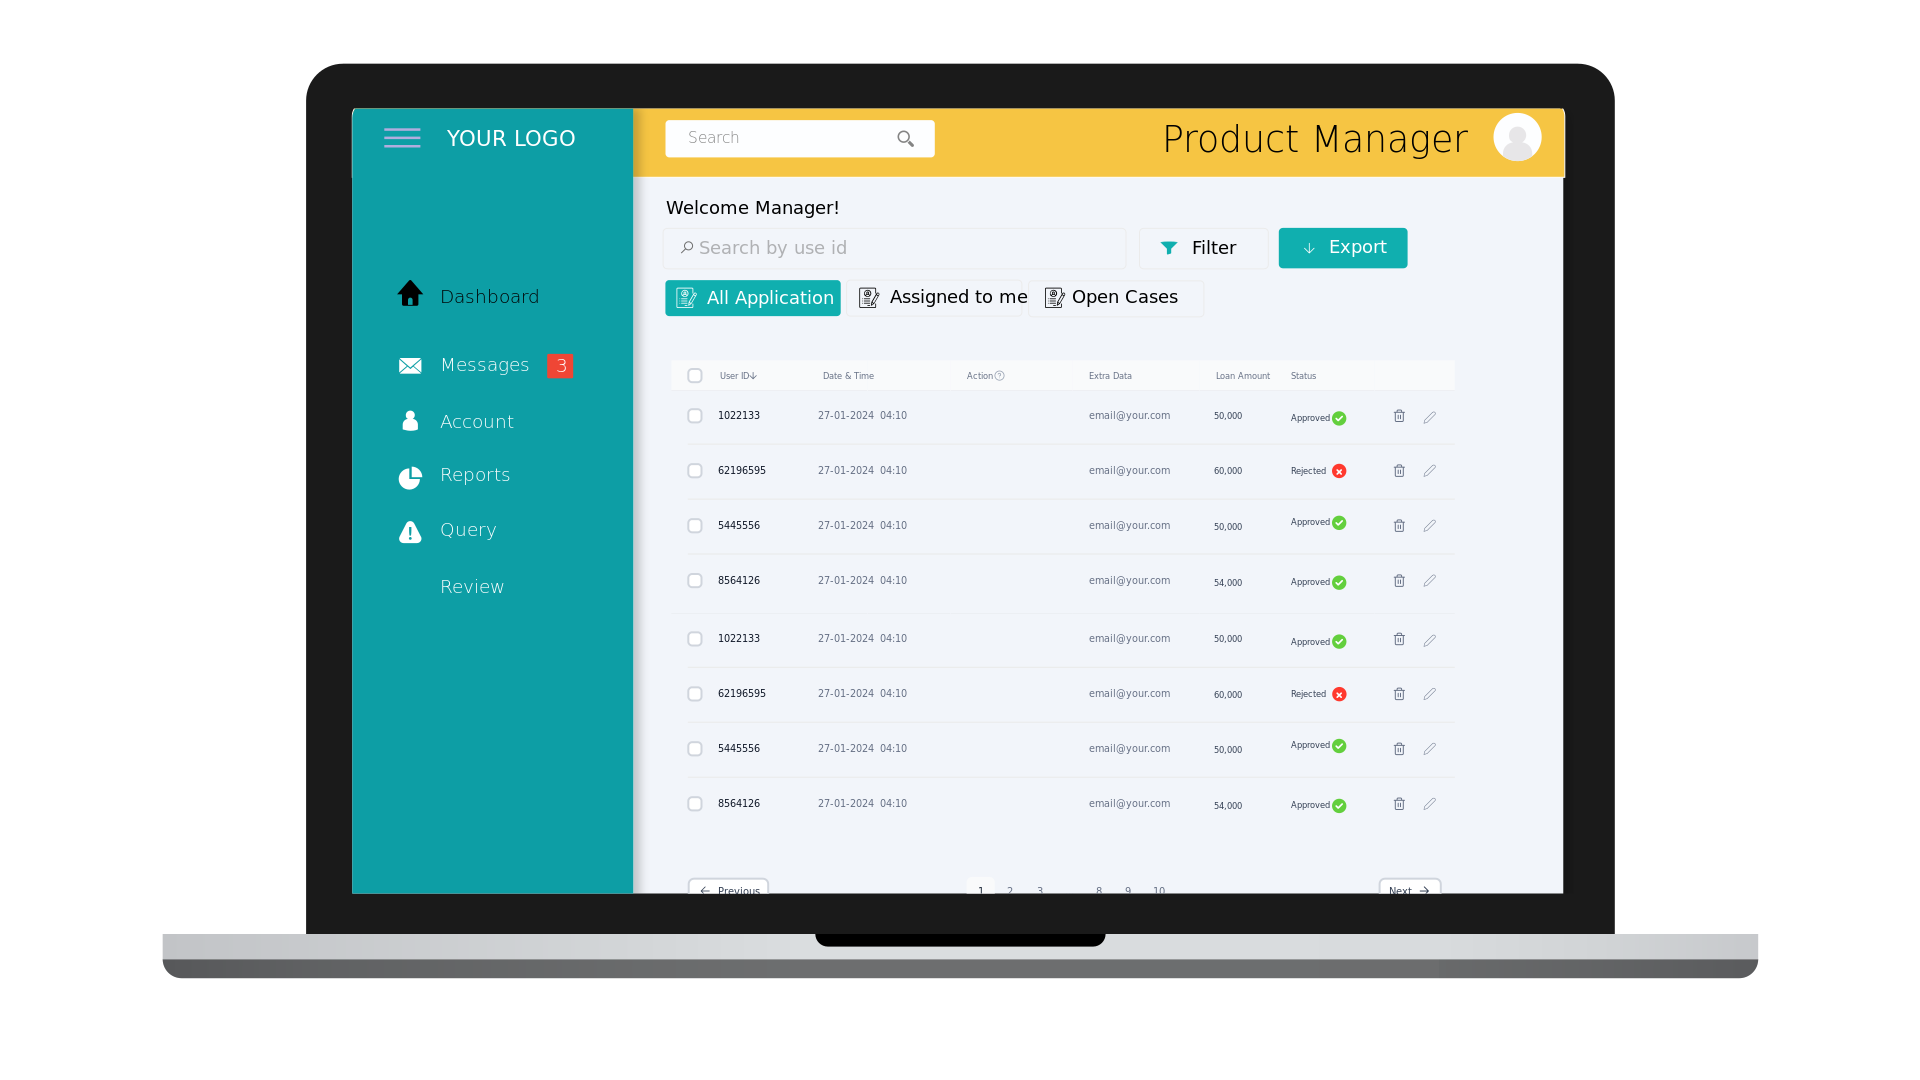 YOUR LOGO
Search
Product Manager
Welcome Manager!
Search by use id
Filter
Export
All Application
Assigned to me
Open Cases
Dashboard
Messages 3
Account
Reports
Query
Review
User ID Date & Time Action Extra Data Loan Amount Status
1022133 27-01-2024 04:10 email@your.com 50,000 Approved
62196595 27-01-2024 04:10 email@your.com 60,000 Rejected
5445556 27-01-2024 04:10 email@your.com 50,000 Approved
8564126 27-01-2024 04:10 email@your.com 54,000 Approved
1022133 27-01-2024 04:10 email@your.com 50,000 Approved
62196595 27-01-2024 04:10 email@your.com 60,000 Rejected
5445556 27-01-2024 04:10 email@your.com 50,000 Approved
8564126 27-01-2024 04:10 email@your.com 54,000 Approved
Previous 1 2 3 8 9 10 Next